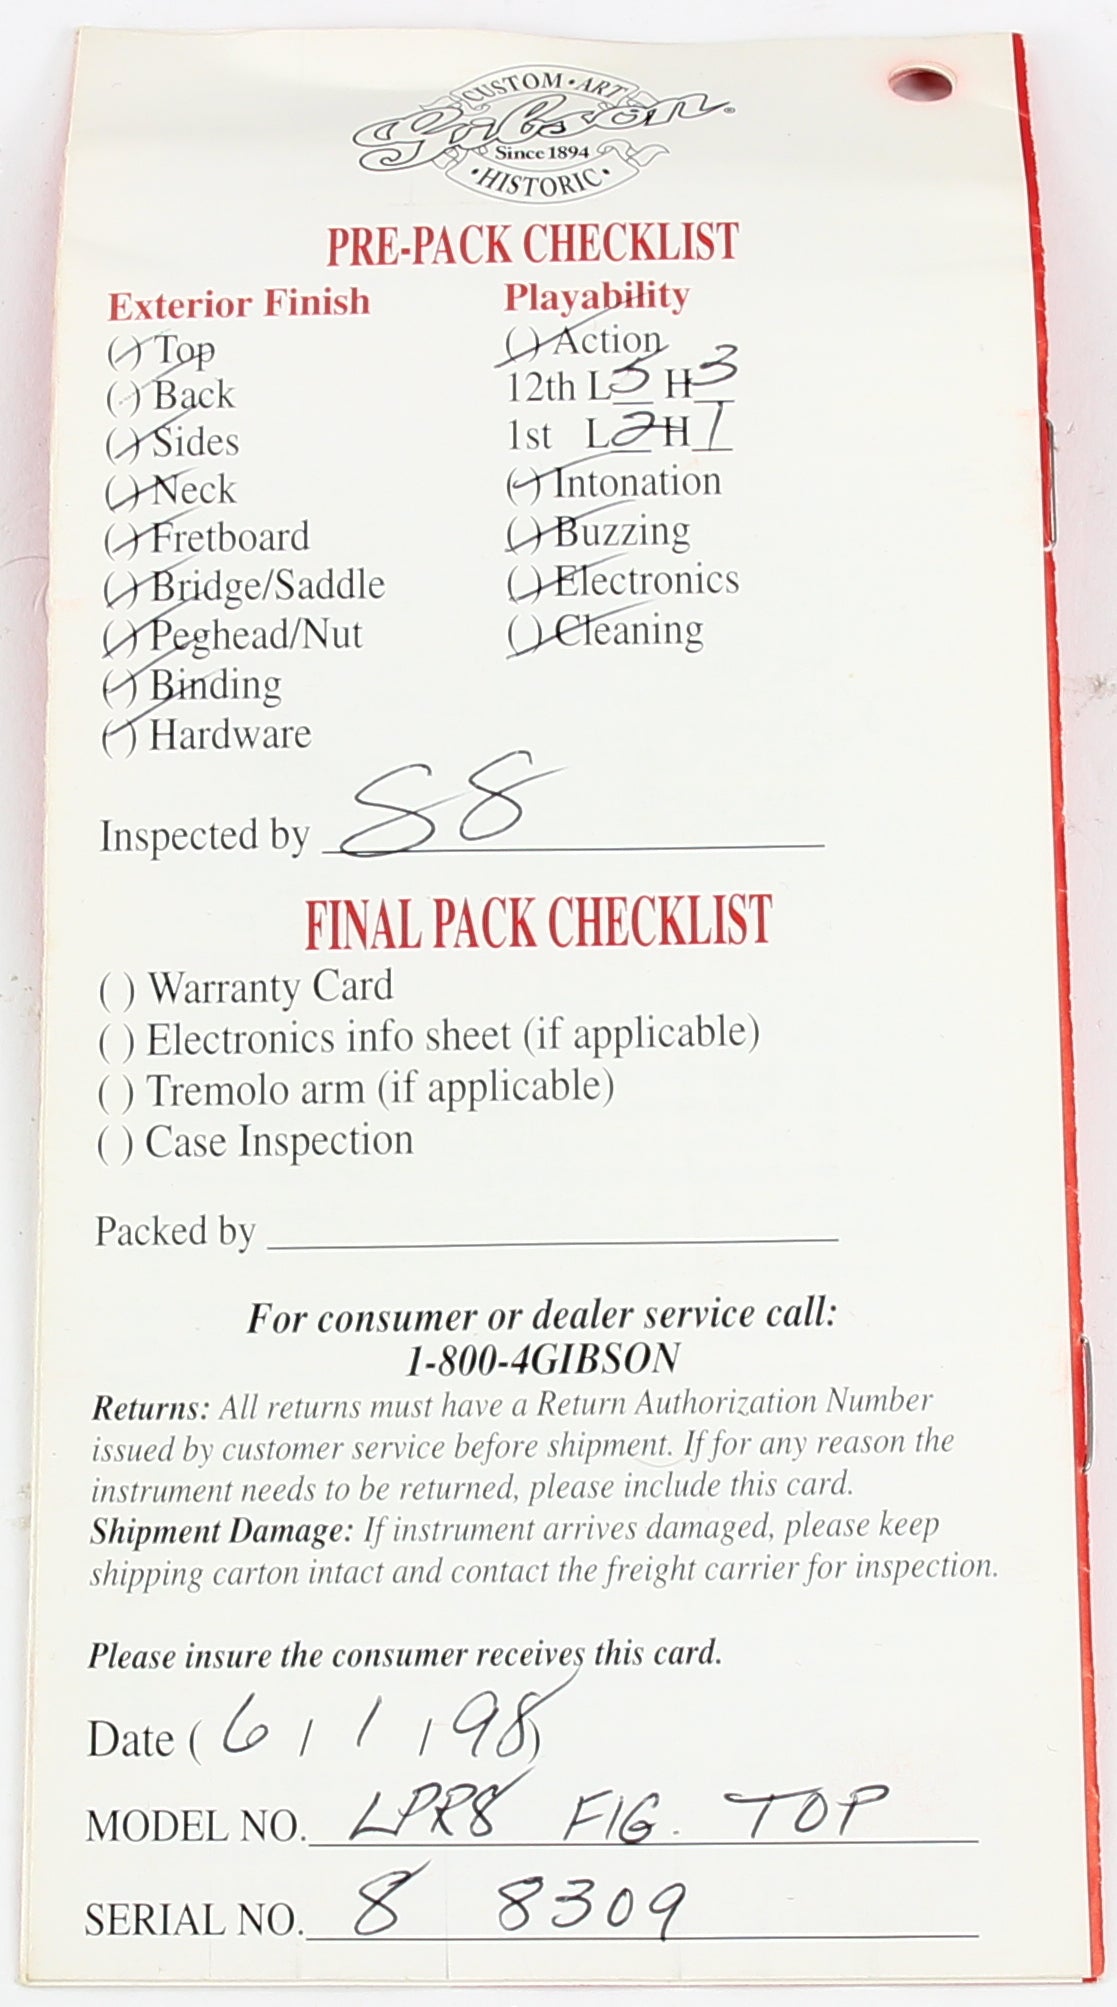 CUSTOM · ART
Gibson®
Since 1894
· HISTORIC ·
PRE-PACK CHECKLIST
Exterior Finish
(✓) Top
(✓) Back
(✓) Sides
(✓) Neck
(✓) Fretboard
(✓) Bridge/Saddle
(✓) Peghead/Nut
(✓) Binding
(✓) Hardware
Playability
(✓) Action
12th L 5 H 3
1st L 2 H 1
(✓) Intonation
(✓) Buzzing
(✓) Electronics
(✓) Cleaning
Inspected by
FINAL PACK CHECKLIST
( ) Warranty Card
( ) Electronics info sheet (if applicable)
( ) Tremolo arm (if applicable)
( ) Case Inspection
Packed by
For consumer or dealer service call:
1-800-4GIBSON
Returns: All returns must have a Return Authorization Number
issued by customer service before shipment. If for any reason the
instrument needs to be returned, please include this card.
Shipment Damage: If instrument arrives damaged, please keep
shipping carton intact and contact the freight carrier for inspection.
Please insure the consumer receives this card.
Date ( 6 / 1 / 98 )
MODEL NO. LPR8 FIG. TOP
SERIAL NO. 8 8309